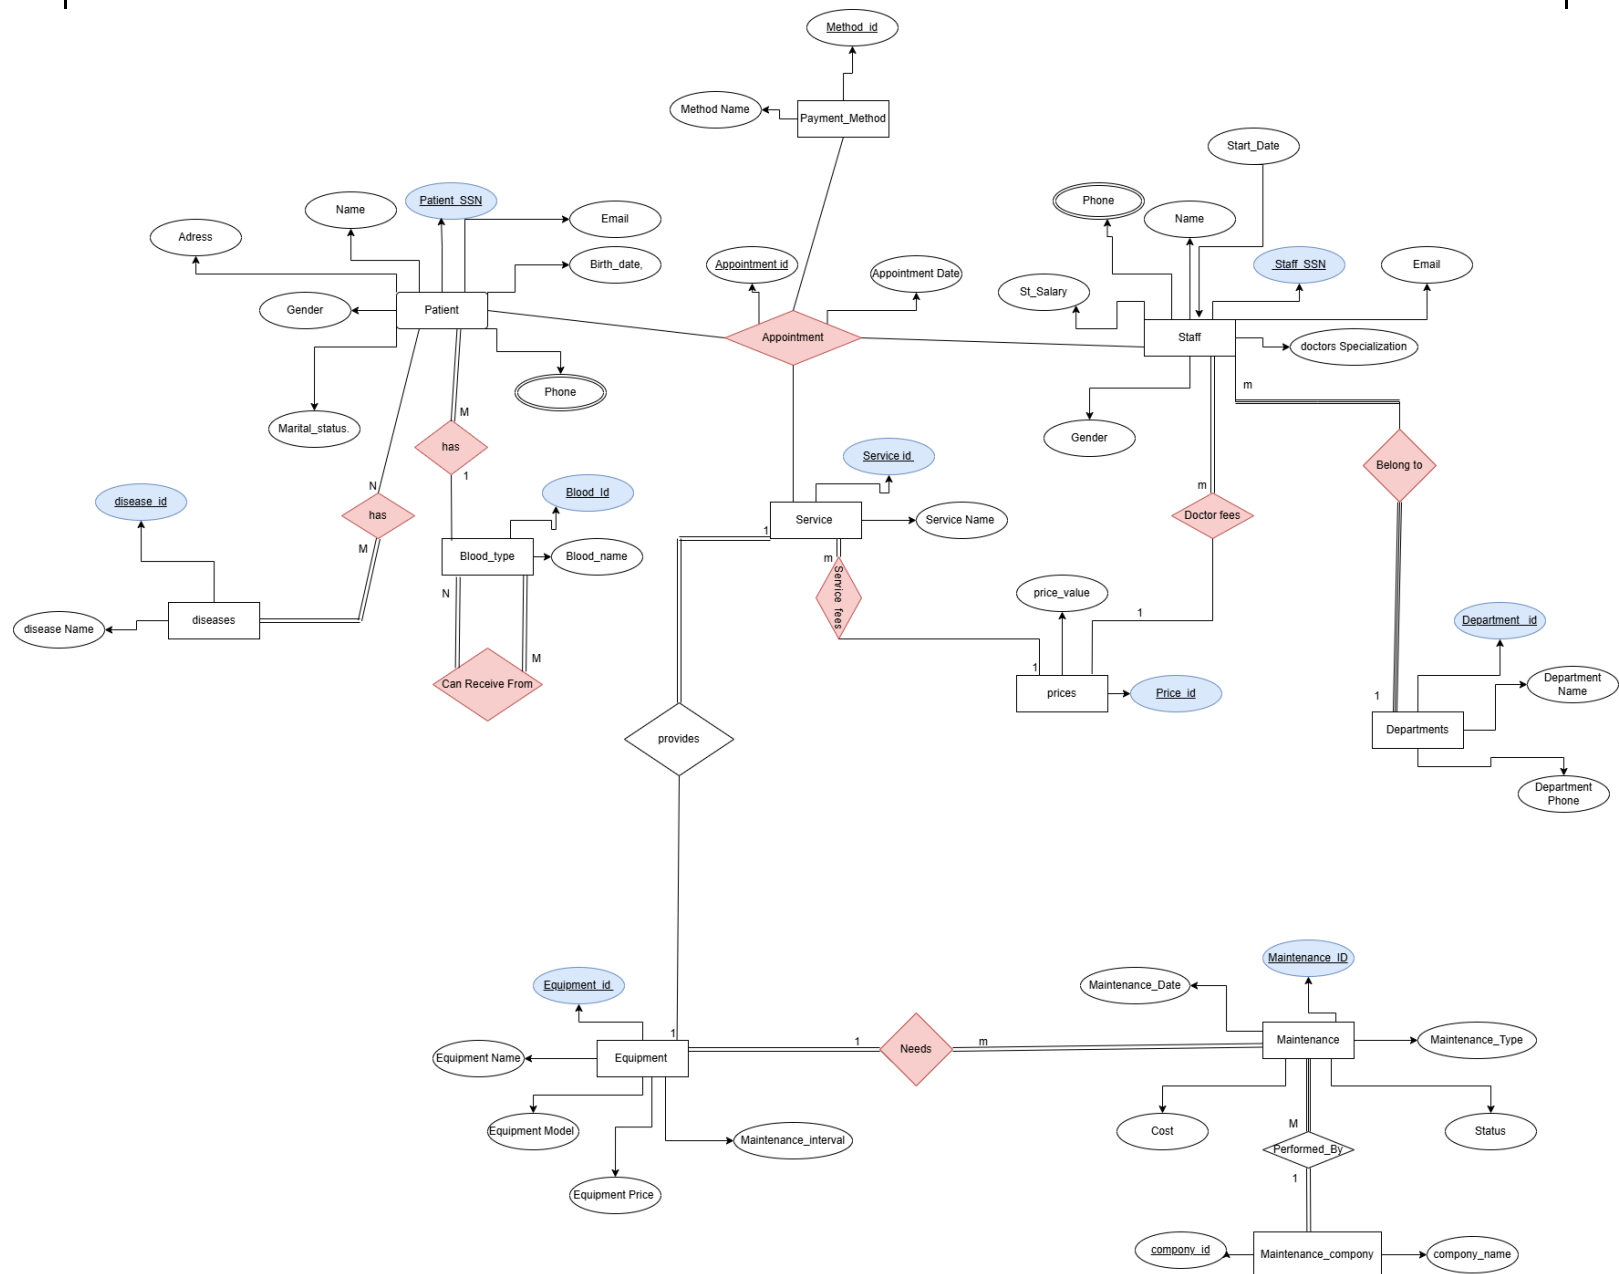 Method_id
Method Name
Payment_Method
Start_Date
Patient_SSN
Phone
Name
Name
Email
Adress
Appointment id
Appointment Date
Birth_date,
Staff_SSN
Email
St_Salary
Gender
Patient
Appointment
Staff
doctors Specialization
Phone
m
M
Marital_status.
Gender
has
Service id
Belong to
1
N
disease_id
Blood_Id
m
has
Service
Service Name
Doctor fees
1
M
Blood_type
Blood_name
m
Service fees
N
price_value
1
disease Name
diseases
Department_ id
M
1
Can Receive From
prices
Price_id
Department
Name
1
Departments
provides
Department
Phone
Maintenance_ID
Equipment_id
Maintenance_Date
1
1
Needs
m
Maintenance
Maintenance_Type
Equipment Name
Equipment
Equipment Model
Maintenance_interval
Cost
M
Status
Performed_By
1
Equipment Price
compony_id
Maintenance_compony
compony_name